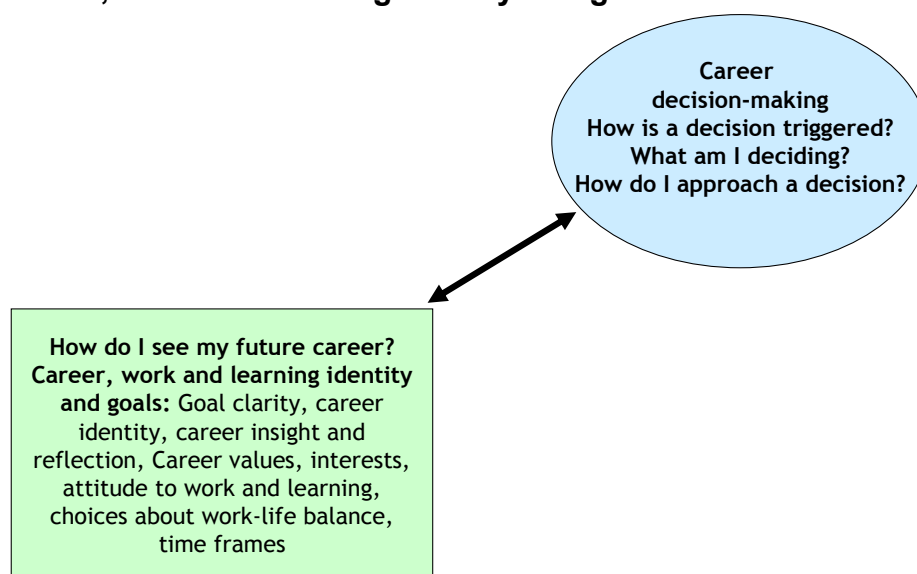 Career
decision-making
How is a decision triggered?
What am I deciding?
How do I approach a decision?
How do I see my future career?
Career, work and learning identity
and goals: Goal clarity, career
identity, career insight and
reflection, Career values, interests,
attitude to work and learning,
choices about work-life balance,
time frames